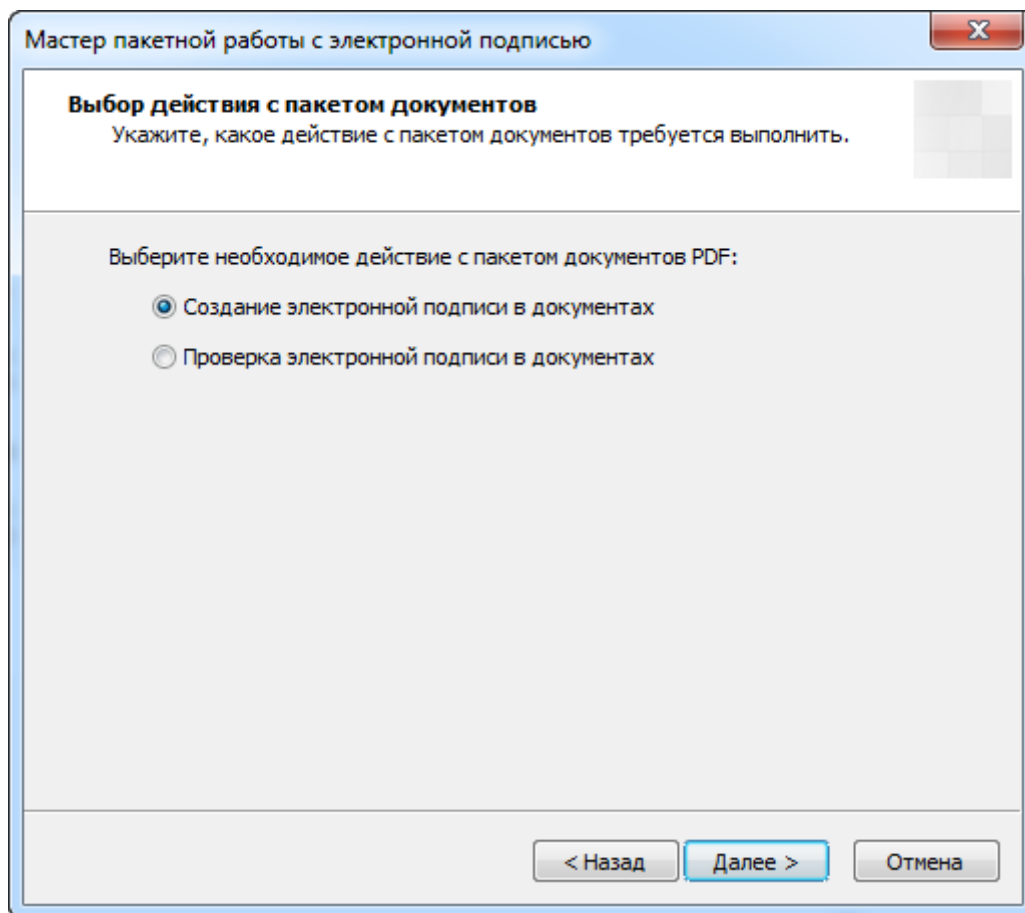 Мастер пакетной работы с электронной подписью
Выбор действия с пакетом документов
Укажите, какое действие с пакетом документов требуется выполнить.
Выберите необходимое действие с пакетом документов PDF:
Создание электронной подписи в документах
Проверка электронной подписи в документах
< Назад
Далее >
Отмена